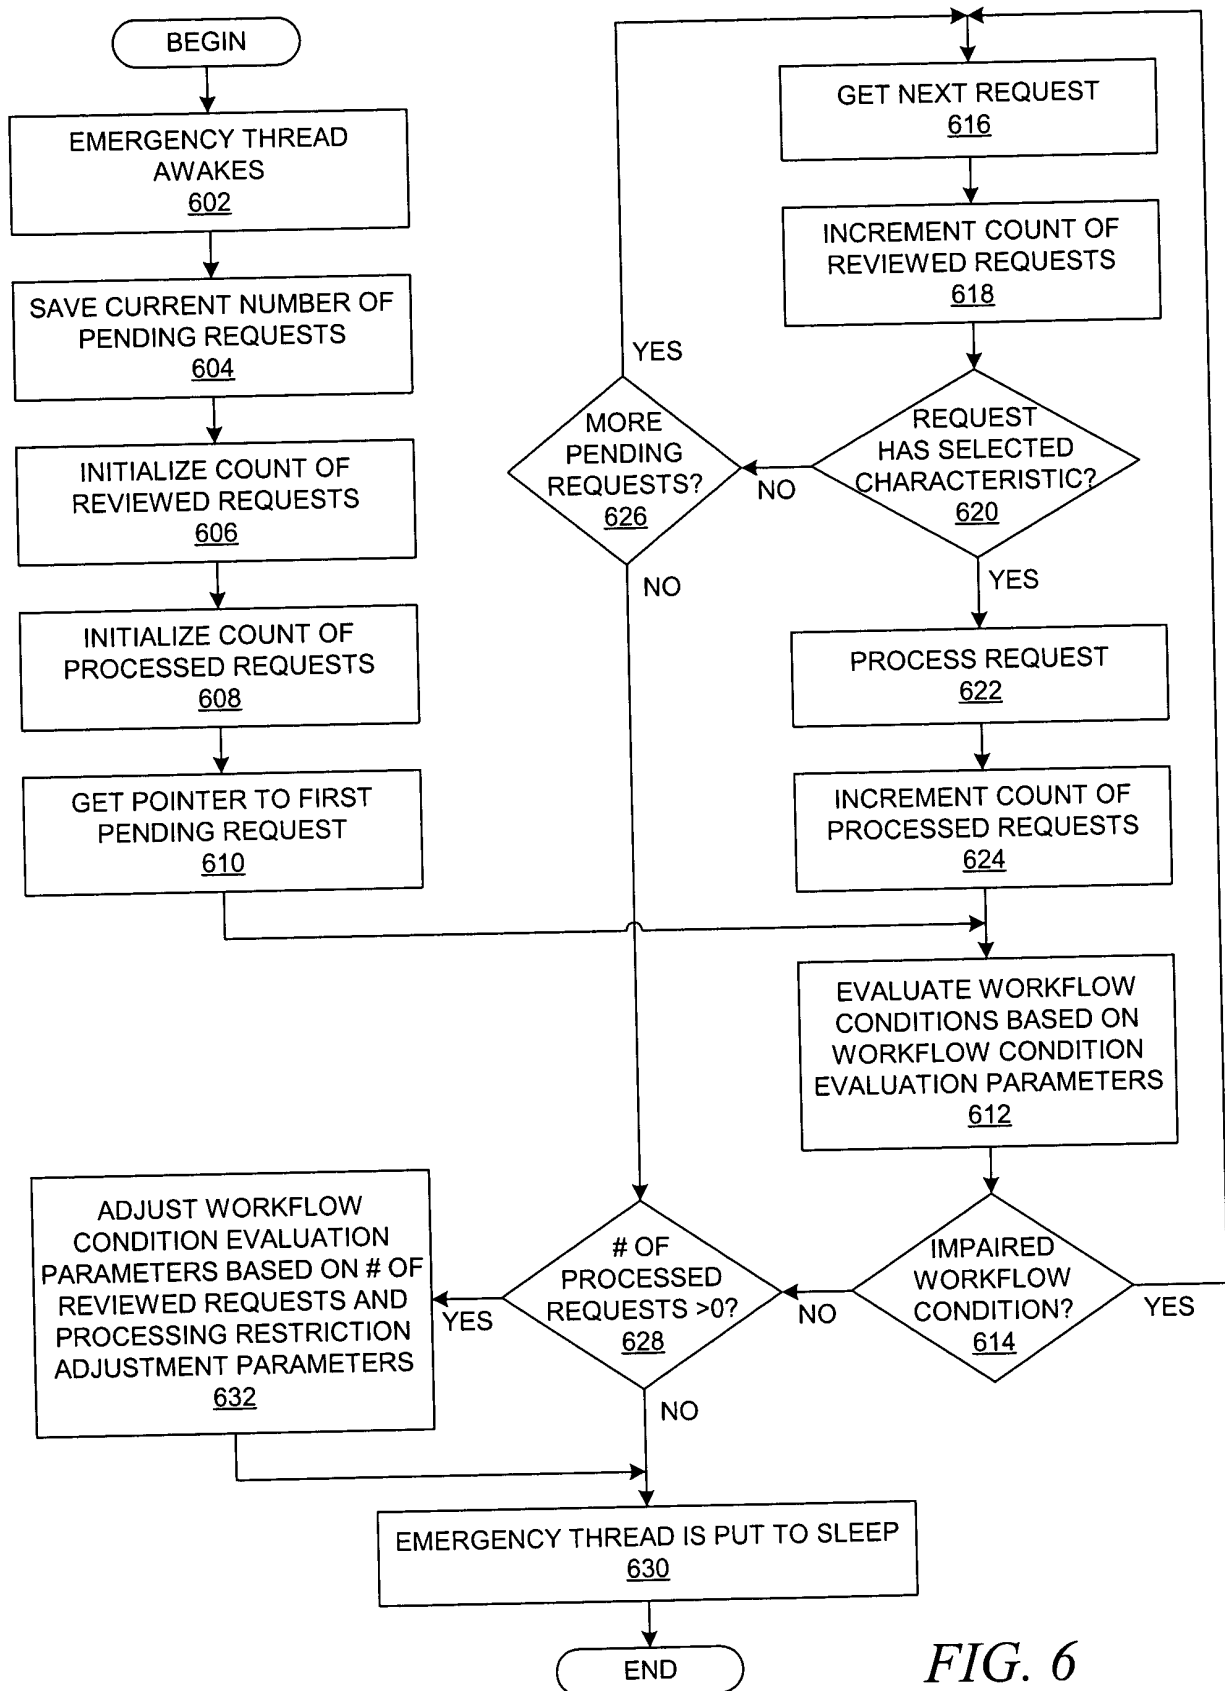 BEGIN
EMERGENCY THREAD
AWAKES
602
SAVE CURRENT NUMBER OF
PENDING REQUESTS
604
INITIALIZE COUNT OF
REVIEWED REQUESTS
606
INITIALIZE COUNT OF
PROCESSED REQUESTS
608
GET POINTER TO FIRST
PENDING REQUEST
610
GET NEXT REQUEST
616
INCREMENT COUNT OF
REVIEWED REQUESTS
618
REQUEST
HAS SELECTED
CHARACTERISTIC?
620
NO
YES
MORE
PENDING
REQUESTS?
626
YES
NO
PROCESS REQUEST
622
INCREMENT COUNT OF
PROCESSED REQUESTS
624
EVALUATE WORKFLOW
CONDITIONS BASED ON
WORKFLOW CONDITION
EVALUATION PARAMETERS
612
IMPAIRED
WORKFLOW
CONDITION?
614
YES
NO
# OF
PROCESSED
REQUESTS >0?
628
YES
NO
ADJUST WORKFLOW
CONDITION EVALUATION
PARAMETERS BASED ON # OF
REVIEWED REQUESTS AND
PROCESSING RESTRICTION
ADJUSTMENT PARAMETERS
632
EMERGENCY THREAD IS PUT TO SLEEP
630
END
FIG. 6